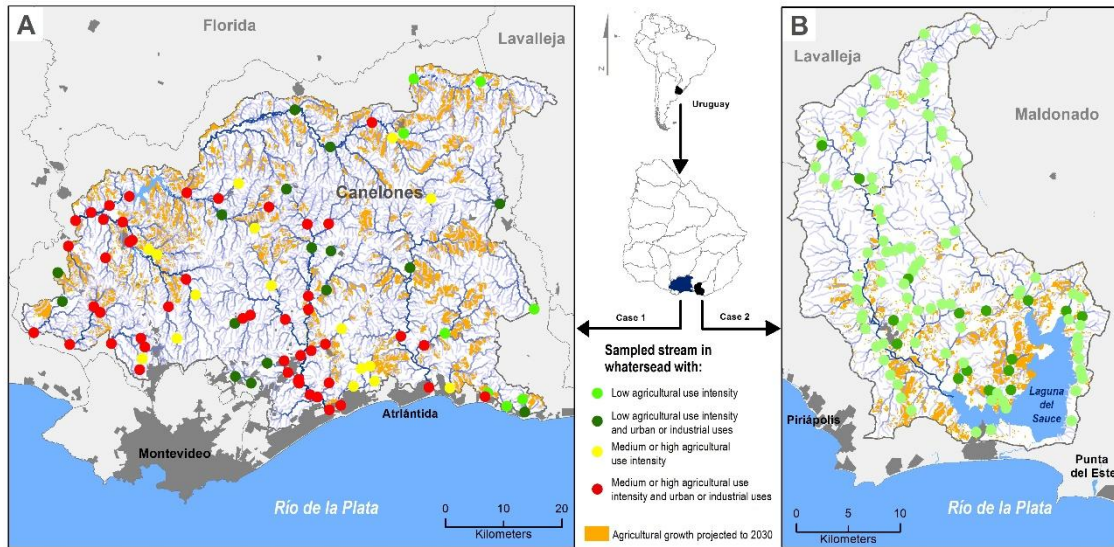 A
Florida
Lavalleja
Canelones
Montevideo
Atrlántida
Río de la Plata
0 10 20
Kilometers
N
Uruguay
Case 1
Case 2
Sampled stream in
whatersead with:
Low agricultural use intensity
Low agricultural use intensity
and urban or industrial uses
Medium or high agricultural
use intensity
Medium or high agricultural use
intensity and urban or industrial uses
Agricultural growth projected to 2030
B
Lavalleja
Maldonado
Laguna
del
Sauce
Piriápolis
Punta
del Este
Río de la Plata
0 5 10
Kilometers